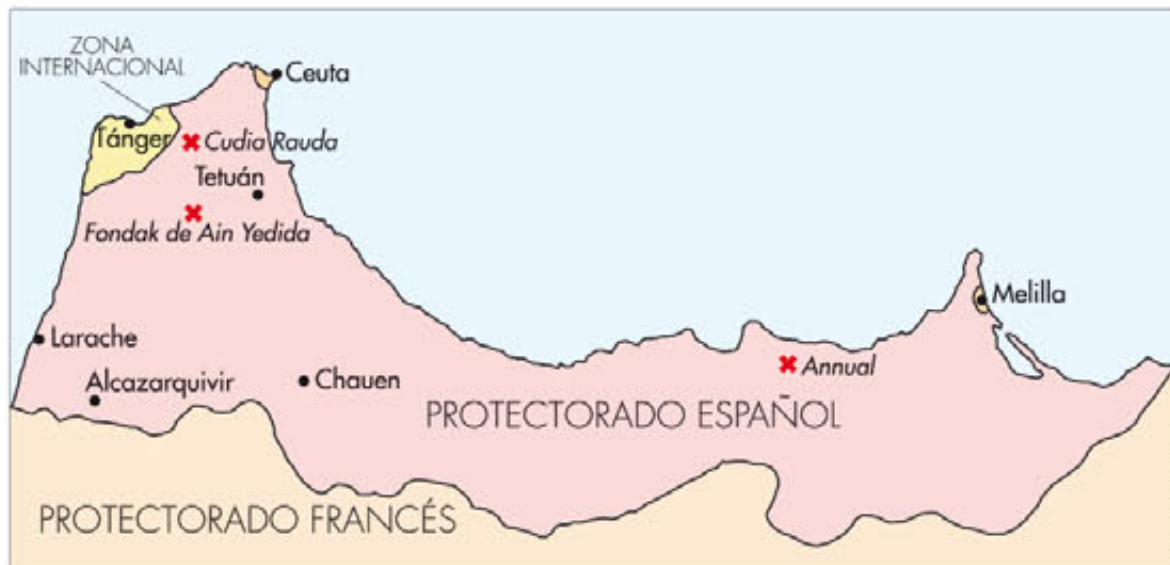 ZONA
INTERNACIONAL
Ceuta
Tánger
Cudia Rauda
Tetuán
Fondak de Ain Yedida
Melilla
Larache
Annual
Alcazarquivir
Chauen
PROTECTORADO ESPAÑOL
PROTECTORADO FRANCÉS